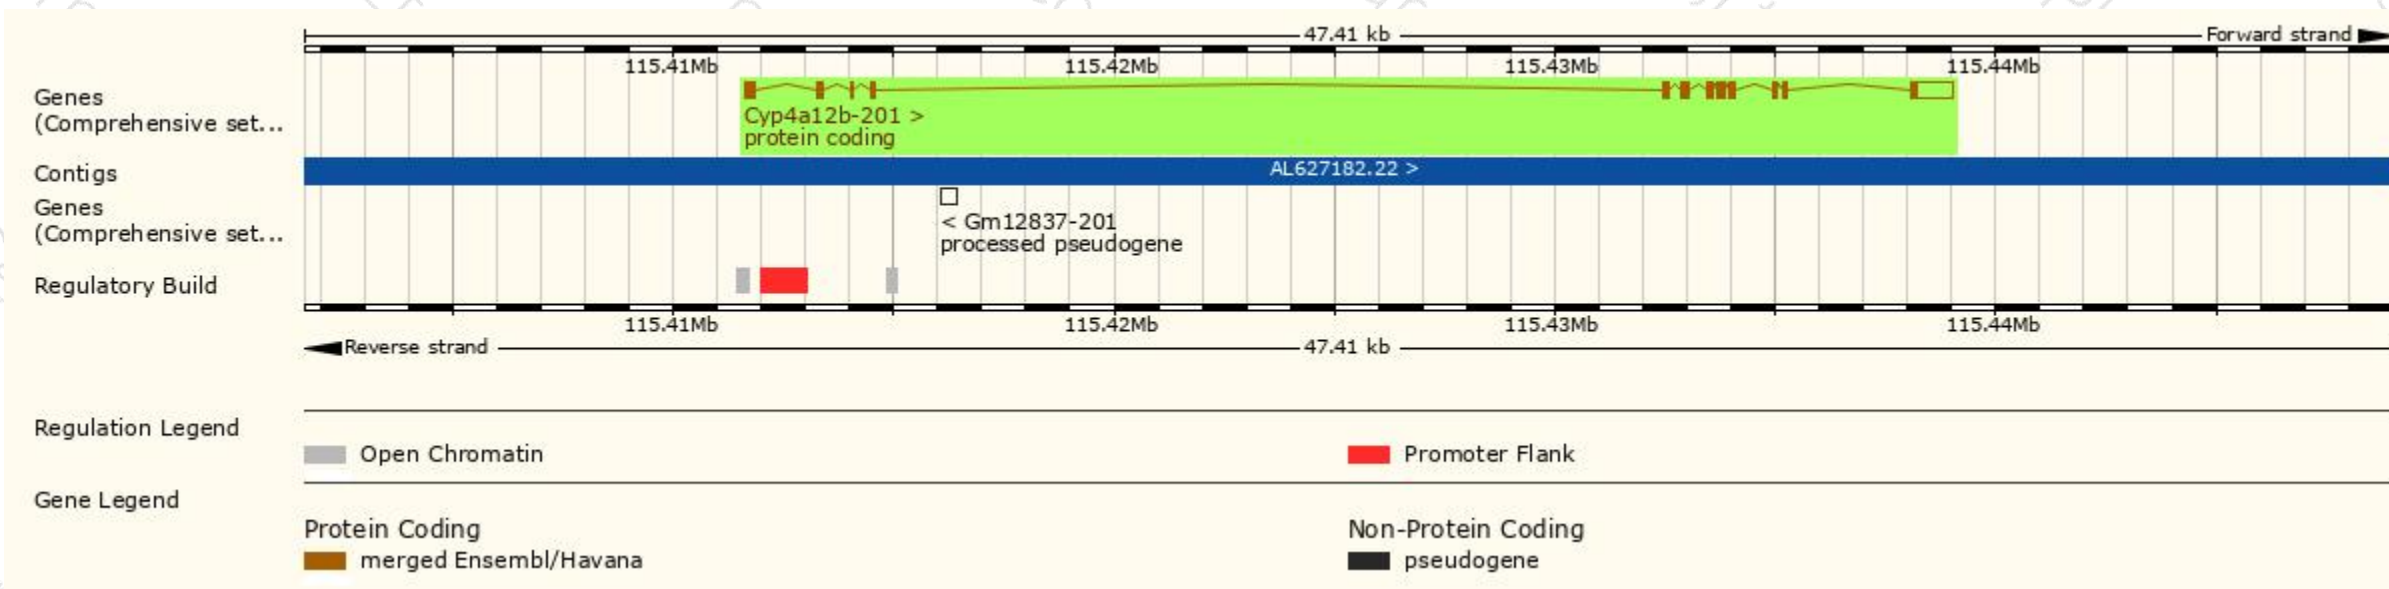 47.41 kb
Forward strand
115.41Mb 115.42Mb 115.43Mb 115.44Mb
Genes
(Comprehensive set...
Cyp4a12b-201 >
protein coding
Contigs
AL627182.22 >
Genes
(Comprehensive set...
< Gm12837-201
processed pseudogene
Regulatory Build
115.41Mb 115.42Mb 115.43Mb 115.44Mb
Reverse strand
47.41 kb
Regulation Legend
Open Chromatin
Promoter Flank
Gene Legend
Protein Coding
Non-Protein Coding
merged Ensembl/Havana
pseudogene